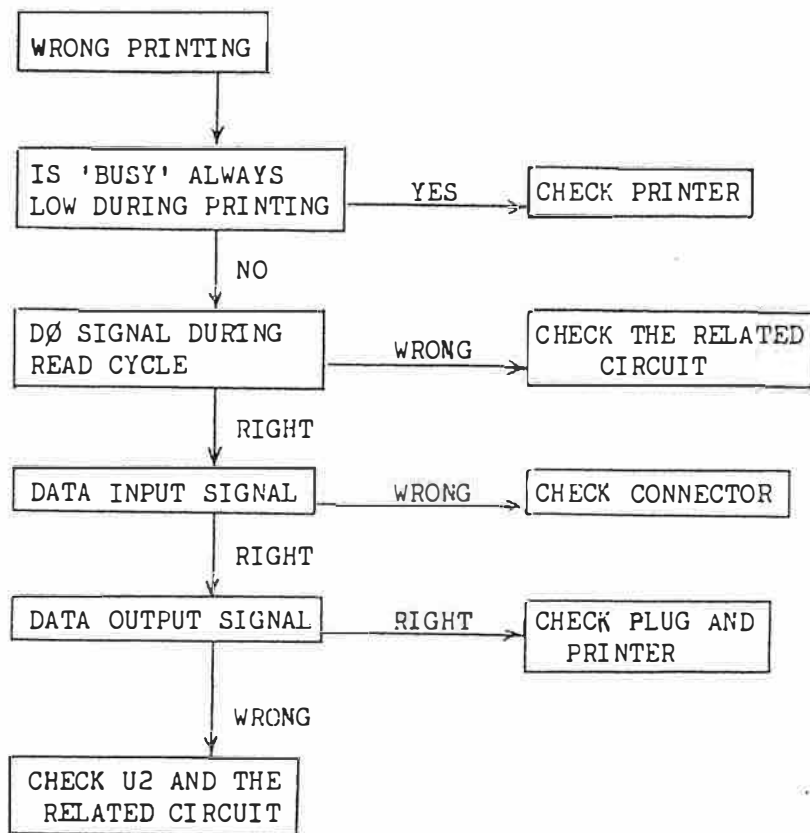 WRONG PRINTING
IS 'BUSY' ALWAYS
LOW DURING PRINTING
YES
CHECK PRINTER
NO
DØ SIGNAL DURING
READ CYCLE
WRONG
CHECK THE RELATED
CIRCUIT
RIGHT
DATA INPUT SIGNAL
WRONG
CHECK CONNECTOR
RIGHT
DATA OUTPUT SIGNAL
RIGHT
CHECK PLUG AND
PRINTER
WRONG
CHECK U2 AND THE
RELATED CIRCUIT